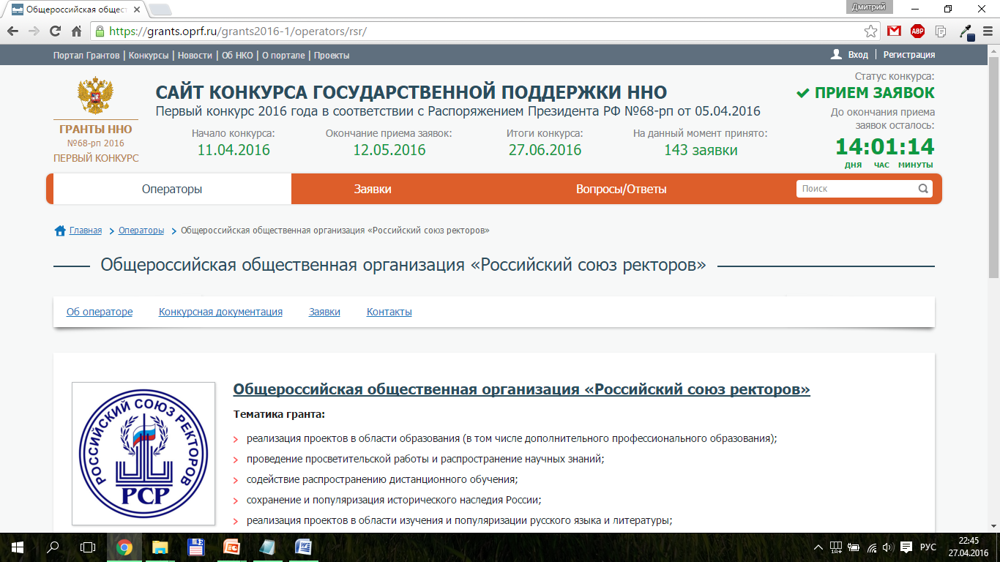 Общероссийская общест
Дмитрий
https://grants.oprf.ru/grants2016-1/operators/rsr/
ABP
Портал Грантов | Конкурсы | Новости | Об НКО | О портале | Проекты
Вход | Регистрация
Статус конкурса:
ПРИЕМ ЗАЯВОК
До окончания приема
заявок осталось:
14:01:14
ДНЯ ЧАС МИНУТЫ
ГРАНТЫ ННО
№68-рп 2016
ПЕРВЫЙ КОНКУРС
САЙТ КОНКУРСА ГОСУДАРСТВЕННОЙ ПОДДЕРЖКИ ННО
Первый конкурс 2016 года в соответствии с Распоряжением Президента РФ №68-рп от 05.04.2016
Начало конкурса: Окончание приема заявок: Итоги конкурса: На данный момент принято:
11.04.2016 12.05.2016 27.06.2016 143 заявки
Операторы Заявки Вопросы/Ответы Поиск
Главная Операторы Общероссийская общественная организация «Российский союз ректоров»
Общероссийская общественная организация «Российский союз ректоров»
Об операторе Конкурсная документация Заявки Контакты
РОССИЙСКИЙ СОЮЗ РЕКТОРОВ
РСР
Общероссийская общественная организация «Российский союз ректоров»
Тематика гранта:
реализация проектов в области образования (в том числе дополнительного профессионального образования);
проведение просветительской работы и распространение научных знаний;
содействие распространению дистанционного обучения;
сохранение и популяризация исторического наследия России;
реализация проектов в области изучения и популяризации русского языка и литературы;
РУС
22:45
27.04.2016